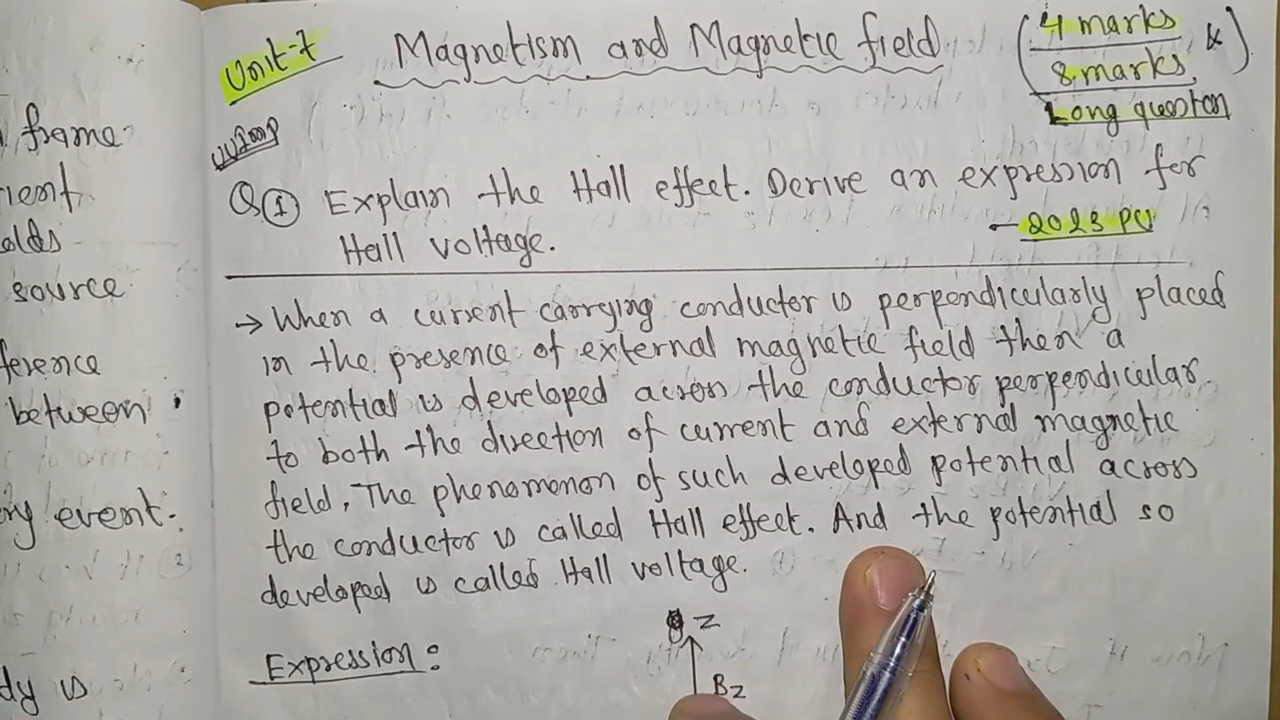 Unit-7
Magnetism and Magnetic field
(4 marks &
8 marks)
Long question
VVImp
Q. ① Explain the Hall effect. Derive an expression for
Hall voltage.
– 2023 PU
→ When a current carrying conductor is perpendicularly placed
in the presence of external magnetic field then a
potential is developed across the conductor perpendicular
to both the direction of current and external magnetic
field. The phenomenon of such developed potential across
the conductor is called Hall effect. And the potential so
developed is called Hall voltage.
Expression:
Z
Bz
frame
source
between
event.
is